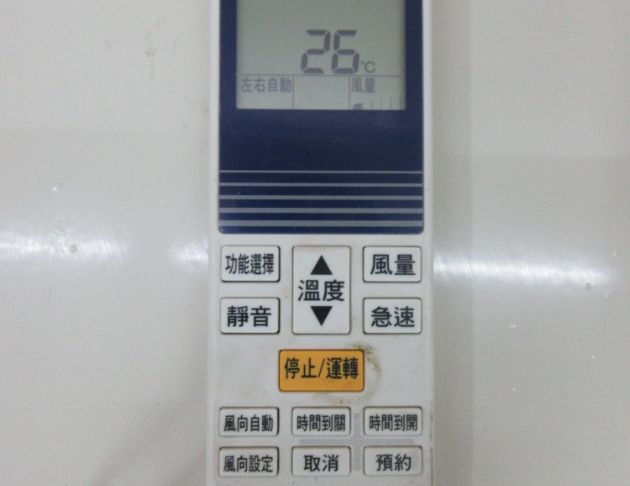 26℃
左右自動 風量
功能選擇 ▲ 風量
溫度
靜音 ▼ 急速
停止/運轉
風向自動 時間到關 時間到開
風向設定 取消 預約